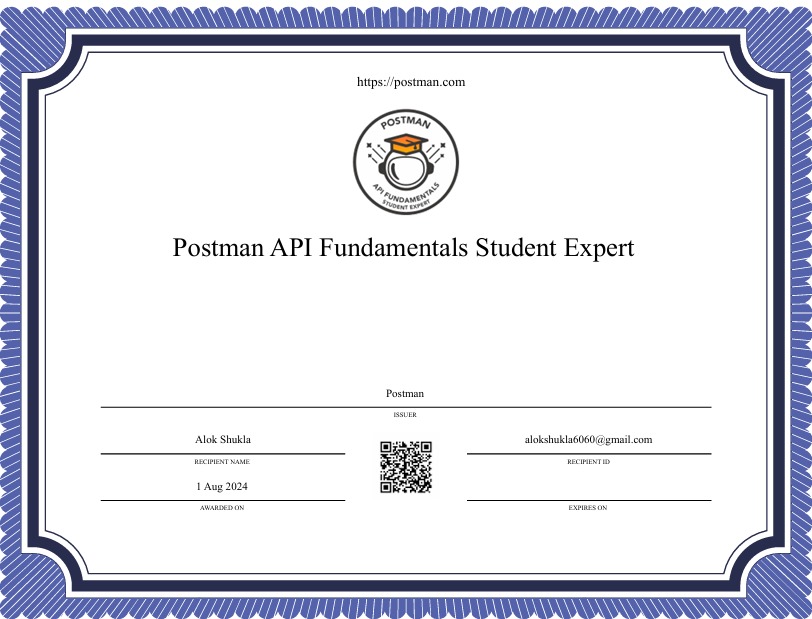 https://postman.com
POSTMAN
API FUNDAMENTALS
STUDENT EXPERT
Postman API Fundamentals Student Expert
Postman
ISSUER
Alok Shukla
alokshukla6060@gmail.com
RECIPIENT NAME
RECIPIENT ID
1 Aug 2024
AWARDED ON
EXPIRES ON